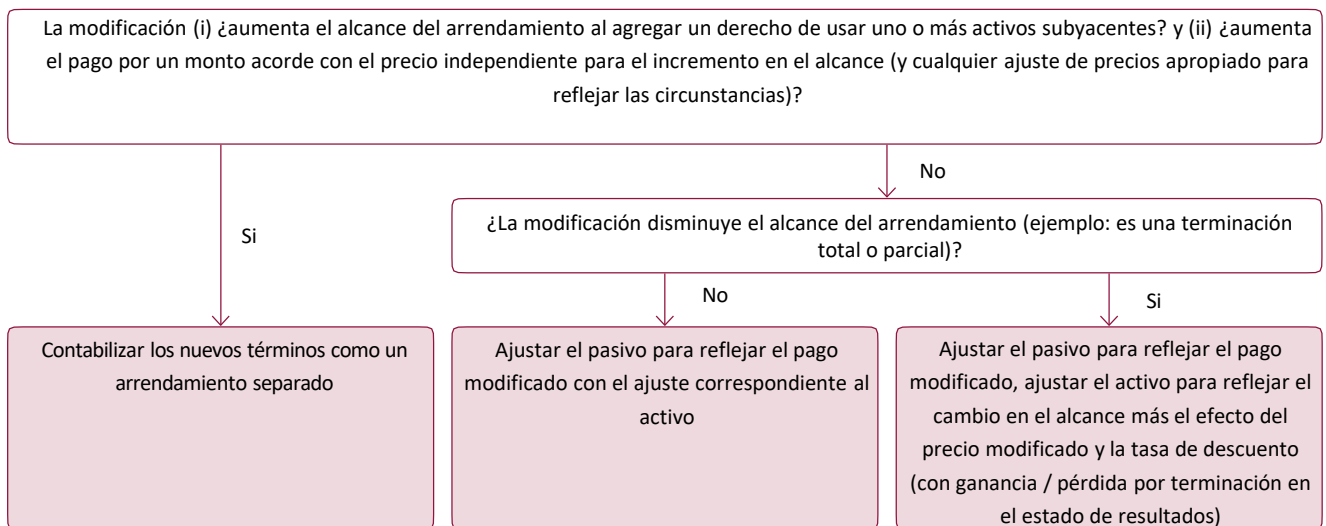 La modificación (i) ¿aumenta el alcance del arrendamiento al agregar un derecho de usar uno o más activos subyacentes? y (ii) ¿aumenta
el pago por un monto acorde con el precio independiente para el incremento en el alcance (y cualquier ajuste de precios apropiado para
reflejar las circunstancias)?
No
¿La modificación disminuye el alcance del arrendamiento (ejemplo: es una terminación
total o parcial)?
Si
No
Si
Contabilizar los nuevos términos como un
arrendamiento separado
Ajustar el pasivo para reflejar el pago
modificado con el ajuste correspondiente al
activo
Ajustar el pasivo para reflejar el pago
modificado, ajustar el activo para reflejar el
cambio en el alcance más el efecto del
precio modificado y la tasa de descuento
(con ganancia / pérdida por terminación en
el estado de resultados)